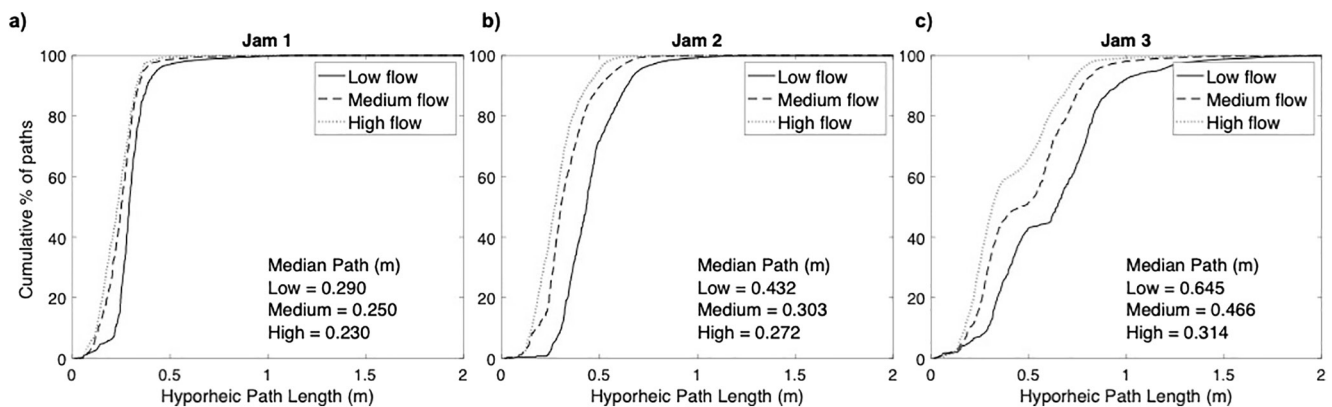 a)
Jam 1
Cumulative % of paths
100
80
60
40
20
0
Low flow
Medium flow
High flow
Median Path (m)
Low = 0.290
Medium = 0.250
High = 0.230
0 0.5 1 1.5 2
Hyporheic Path Length (m)
b)
Jam 2
100
80
60
40
20
0
Low flow
Medium flow
High flow
Median Path (m)
Low = 0.432
Medium = 0.303
High = 0.272
0 0.5 1 1.5 2
Hyporheic Path Length (m)
c)
Jam 3
100
80
60
40
20
0
Low flow
Medium flow
High flow
Median Path (m)
Low = 0.645
Medium = 0.466
High = 0.314
0 0.5 1 1.5 2
Hyporheic Path Length (m)